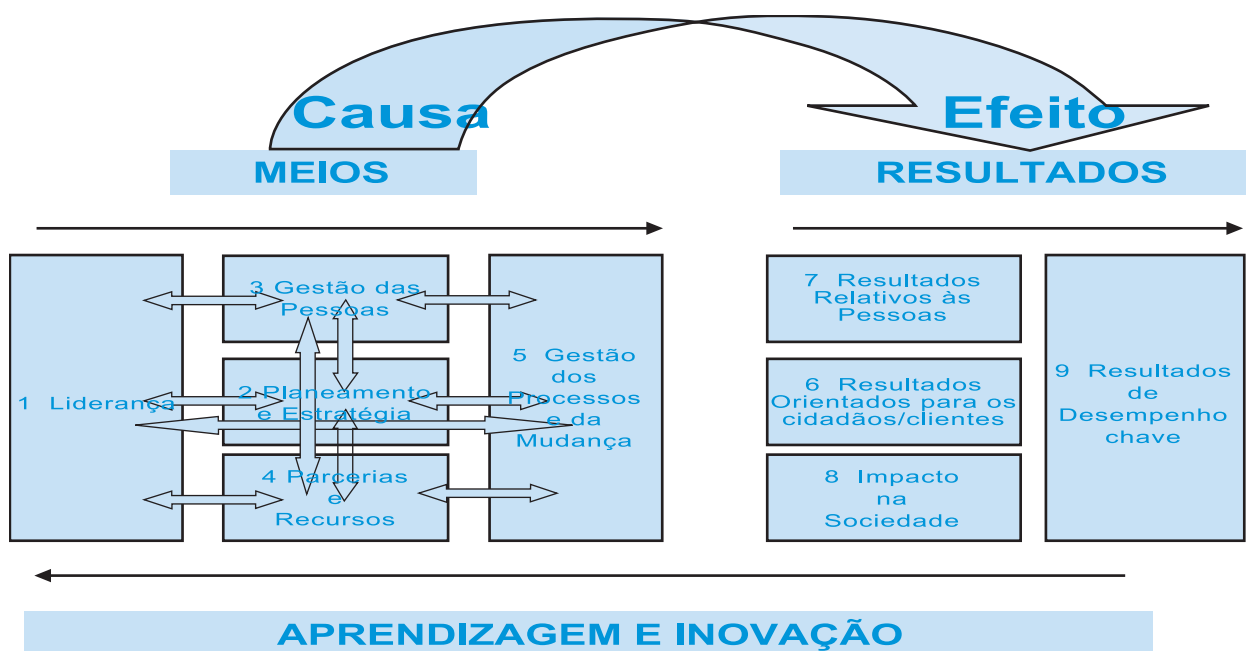 Causa
Efeito
MEIOS
RESULTADOS
1 Liderança
3 Gestão das
Pessoas
2 Planeamento
e Estratégia
4 Parcerias
e
Recursos
5 Gestão
dos
Processos
e da
Mudança
7 Resultados
Relativos às
Pessoas
6 Resultados
Orientados para os
cidadãos/clientes
8 Impacto
na
Sociedade
9 Resultados
de
Desempenho
chave
APRENDIZAGEM E INOVAÇÃO